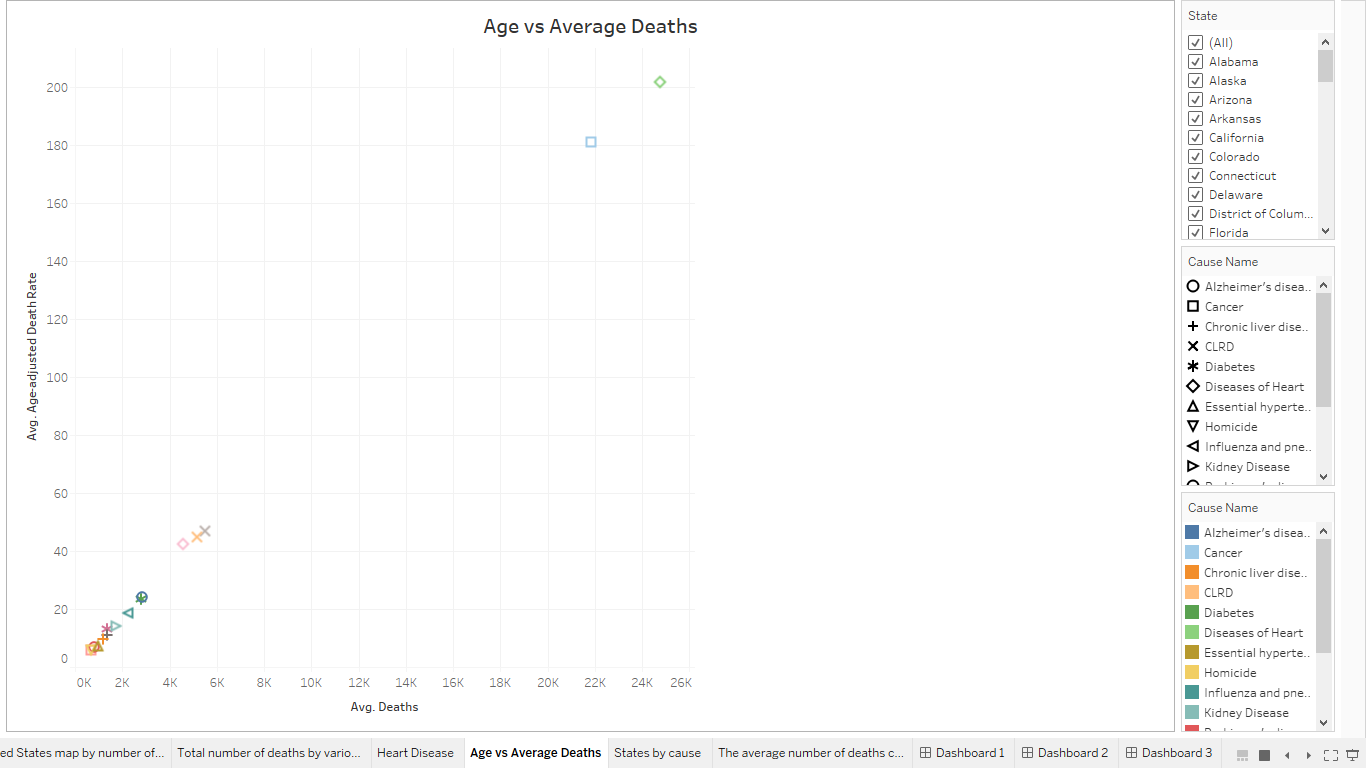 Age vs Average Deaths
200
180
160
140
120
100
80
60
40
20
0
Avg. Age-adjusted Death Rate
0K 2K 4K 6K 8K 10K 12K 14K 16K 18K 20K 22K 24K 26K
Avg. Deaths
State
(All)
Alabama
Alaska
Arizona
Arkansas
California
Colorado
Connecticut
Delaware
District of Colum...
Florida
Cause Name
Alzheimer's disea..
Cancer
Chronic liver dise..
CLRD
Diabetes
Diseases of Heart
Essential hyperte..
Homicide
Influenza and pne..
Kidney Disease
Cause Name
Alzheimer's disea..
Cancer
Chronic liver dise..
CLRD
Diabetes
Diseases of Heart
Essential hyperte..
Homicide
Influenza and pne..
Kidney Disease
ed States map by number of... Total number of deaths by vario... Heart Disease Age vs Average Deaths States by cause The average number of deaths c... Dashboard 1 Dashboard 2 Dashboard 3